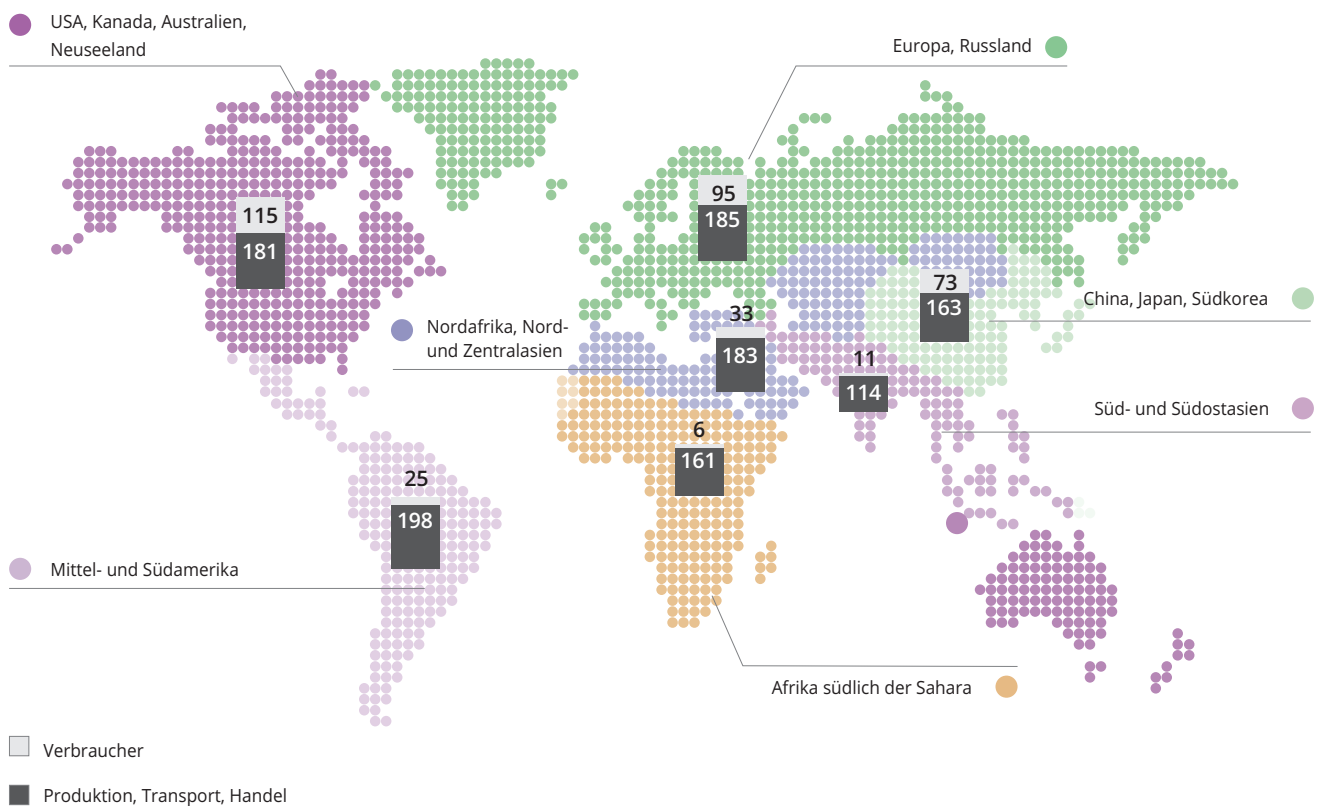 USA, Kanada, Australien,
Neuseeland
Europa, Russland
95
185
115
181
73
163
China, Japan, Südkorea
33
183
Nordafrika, Nord-
und Zentralasien
11
114
Süd- und Südostasien
6
161
25
198
Mittel- und Südamerika
Afrika südlich der Sahara
Verbraucher
Produktion, Transport, Handel